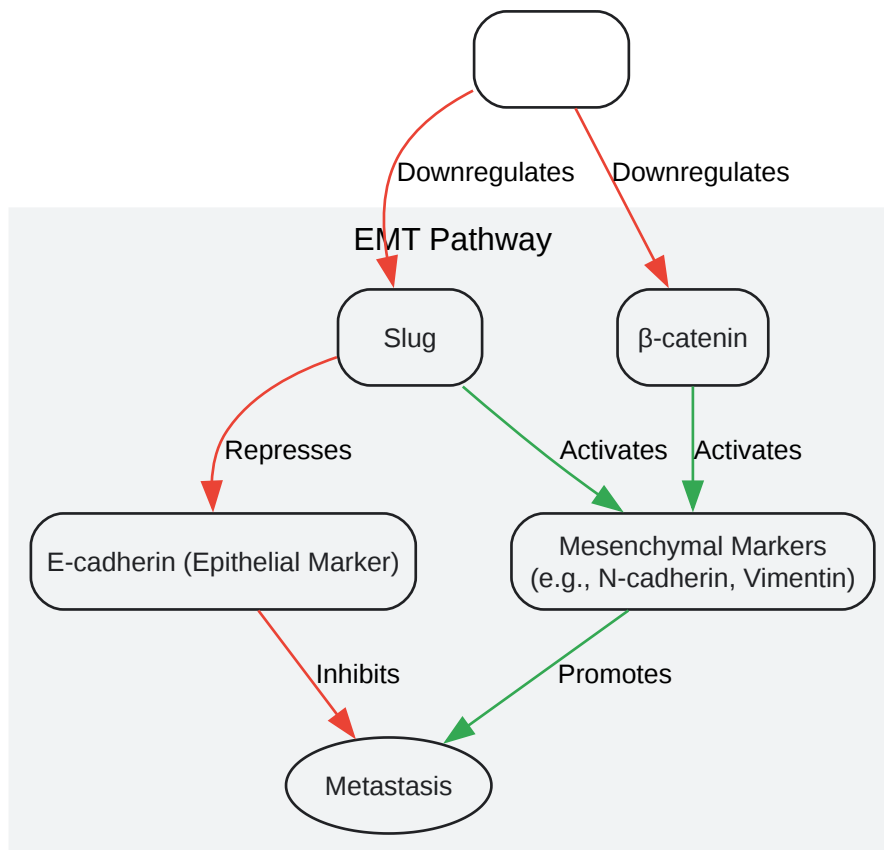 Downregulates
Downregulates
EMT Pathway
Slug
β-catenin
Represses
Activates
Activates
E-cadherin (Epithelial Marker)
Mesenchymal Markers
(e.g., N-cadherin, Vimentin)
Inhibits
Promotes
Metastasis